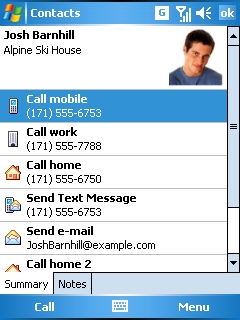 Contacts G ok
Josh Barnhill
Alpine Ski House
Call mobile
(171) 555-6753
Call work
(171) 555-7788
Call home
(171) 555-6750
Send Text Message
(171) 555-6753
Send e-mail
JoshBarnhill@example.com
Call home 2
Summary Notes
Call Menu